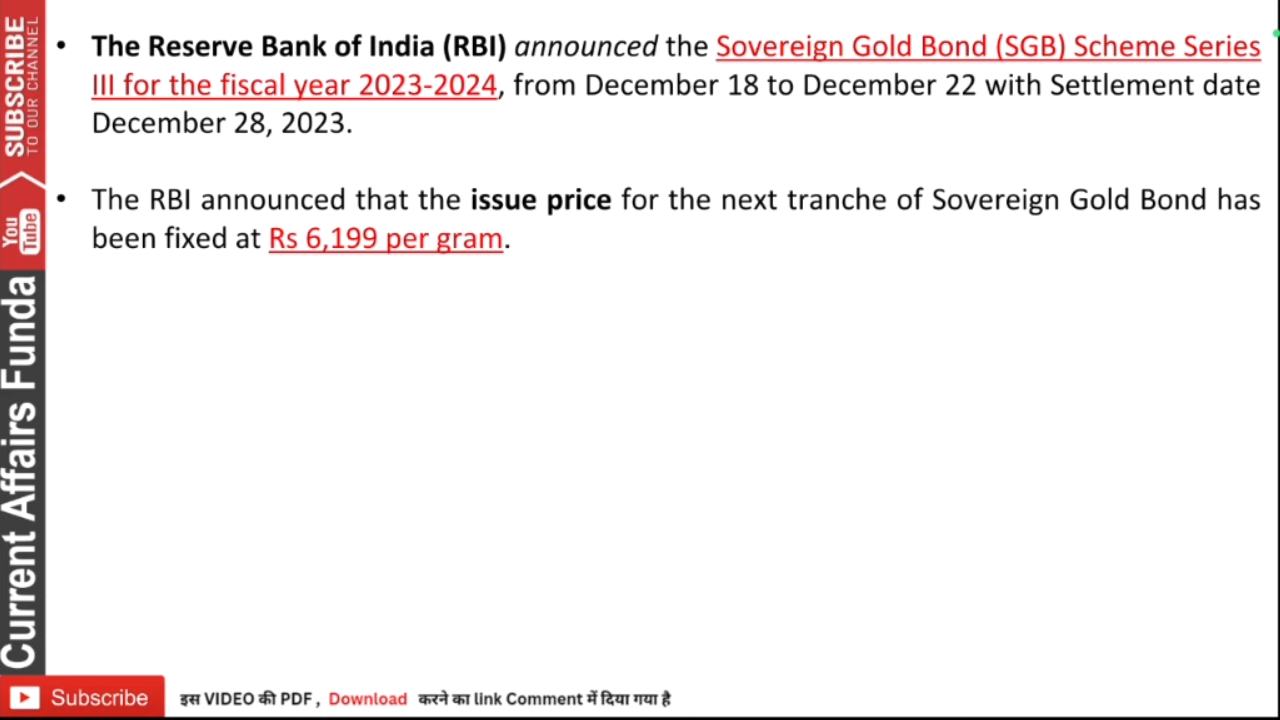 • The Reserve Bank of India (RBI) announced the Sovereign Gold Bond (SGB) Scheme Series
III for the fiscal year 2023-2024, from December 18 to December 22 with Settlement date
December 28, 2023.
• The RBI announced that the issue price for the next tranche of Sovereign Gold Bond has
been fixed at Rs 6,199 per gram.
SUBSCRIBE
TO OUR CHANNEL
You
Tube
Current Affairs Funda
Subscribe
इस VIDEO की PDF , Download करने का link Comment में दिया गया है